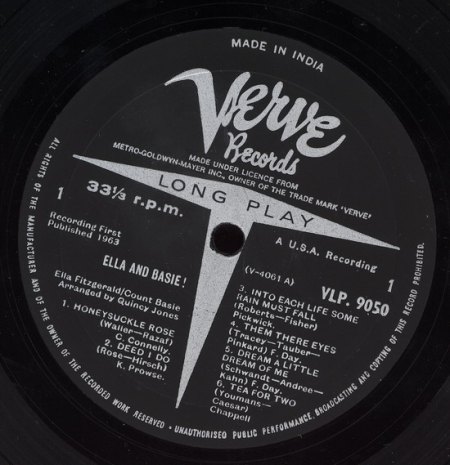 MADE IN INDIA
Verve
Records
MADE UNDER LICENCE FROM
METRO-GOLDWYN-MAYER INC. OWNER OF THE TRADE MARK 'VERVE'
LONG PLAY
1
33⅓ r.p.m.
Recording First
Published 1963
ELLA AND BASIE!
Ella Fitzgerald/Count Basie
Arranged by Quincy Jones
1. HONEYSUCKLE ROSE
(Waller-Razaf)
C. Connelly.
2. DEED I DO
(Rose-Hirsch)
K. Prowse.
A U.S.A. Recording
1
(V-4061 A)
VLP. 9050
3. INTO EACH LIFE SOME
RAIN MUST FALL
(Roberts-Fisher)
Pickwick.
4. THEM THERE EYES
(Tracey-Tauber-
Pinkard) F. Day.
5. DREAM A LITTLE
DREAM OF ME
(Schwandt-Andree-
Kahn) F. Day.
6. TEA FOR TWO
(Youmans-
Caesar)
Chappell
ALL RIGHTS OF THE MANUFACTURER AND OF THE OWNER OF THE RECORDED WORK RESERVED - UNAUTHORISED PUBLIC PERFORMANCE, BROADCASTING AND COPYING OF THIS RECORD PROHIBITED.